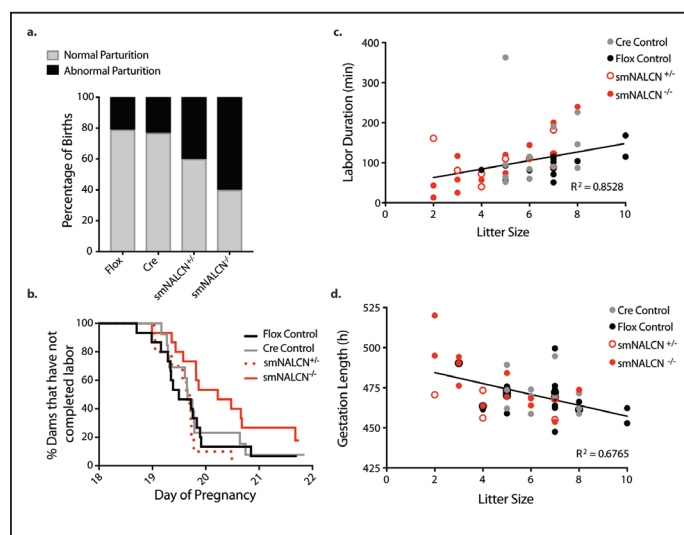 a.
Normal Parturition
Abnormal Parturition
Percentage of Births
100
80
60
40
20
0
Flox
Cre
smNALCN+/-
smNALCN-/-
b.
% Dams that have not
completed labor
100
80
60
40
20
0
18
19
20
21
22
Day of Pregnancy
Flox Control
Cre Control
smNALCN+/-
smNALCN-/-
c.
Labor Duration (min)
400
300
200
100
0
0
2
4
6
8
10
Litter Size
Cre Control
Flox Control
smNALCN+/-
smNALCN-/-
R² = 0.8528
d.
Gestation Length (h)
525
500
475
450
425
0
2
4
6
8
10
Litter Size
Cre Control
Flox Control
smNALCN+/-
smNALCN -/-
R² = 0.6765